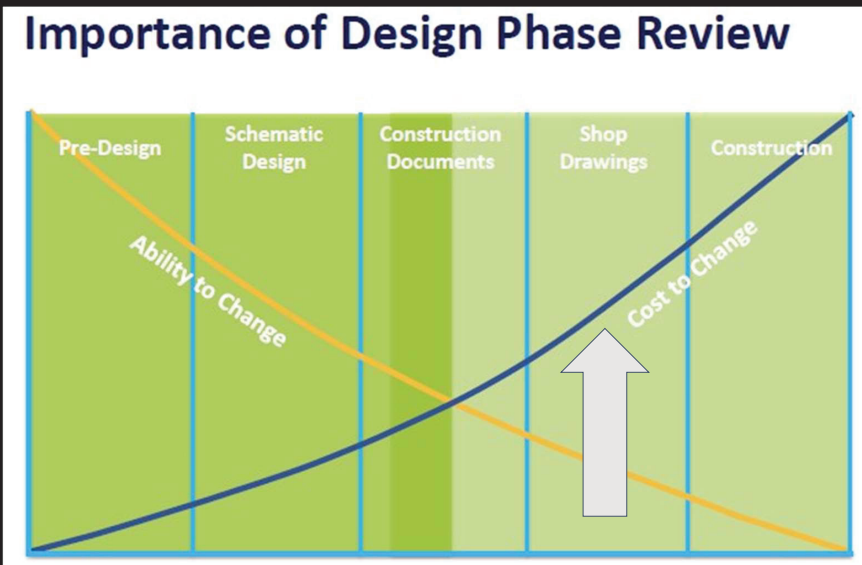 Importance of Design Phase Review
Pre-Design
Schematic
Design
Construction
Documents
Shop
Drawings
Construction
Ability to Change
Cost to Change